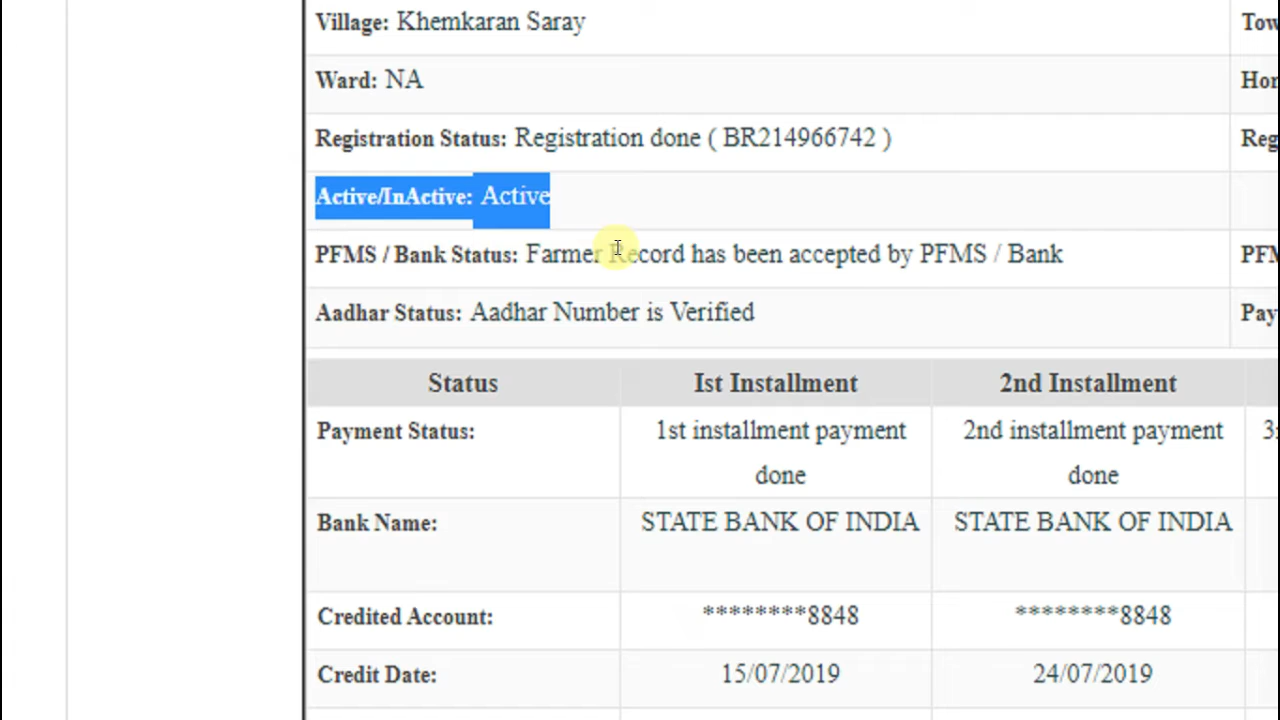 Village: Khemkaran Saray
Ward: NA
Registration Status: Registration done ( BR214966742 )
Active/InActive: Active
PFMS / Bank Status: Farmer Record has been accepted by PFMS / Bank
Aadhar Status: Aadhar Number is Verified
Status Ist Installment 2nd Installment
Payment Status: 1st installment payment done 2nd installment payment done
Bank Name: STATE BANK OF INDIA STATE BANK OF INDIA
Credited Account: ********8848 ********8848
Credit Date: 15/07/2019 24/07/2019